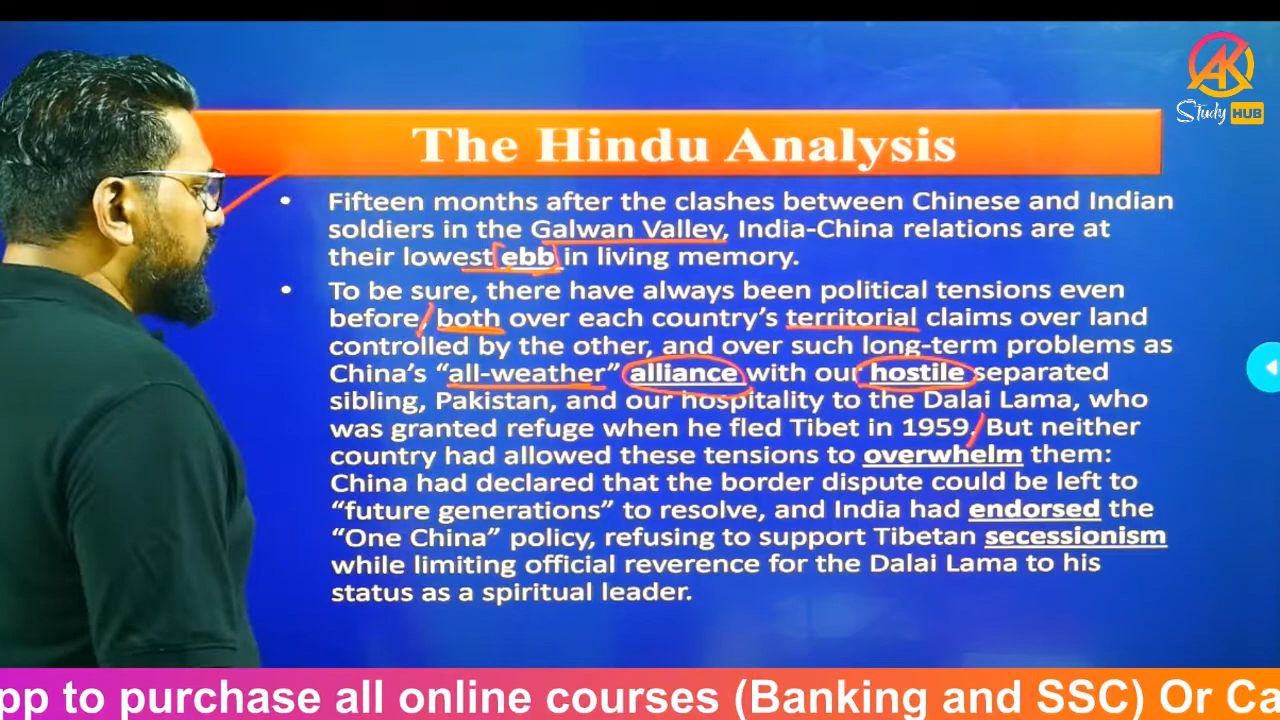 AK
Study HUB
The Hindu Analysis
• Fifteen months after the clashes between Chinese and Indian
soldiers in the Galwan Valley, India-China relations are at
their lowest ebb in living memory.
• To be sure, there have always been political tensions even
before, both over each country's territorial claims over land
controlled by the other, and over such long-term problems as
China's “all-weather” alliance with our hostile separated
sibling, Pakistan, and our hospitality to the Dalai Lama, who
was granted refuge when he fled Tibet in 1959. But neither
country had allowed these tensions to overwhelm them:
China had declared that the border dispute could be left to
“future generations” to resolve, and India had endorsed the
“One China” policy, refusing to support Tibetan secessionism
while limiting official reverence for the Dalai Lama to his
status as a spiritual leader.
pp to purchase all online courses (Banking and SSC) Or Ca